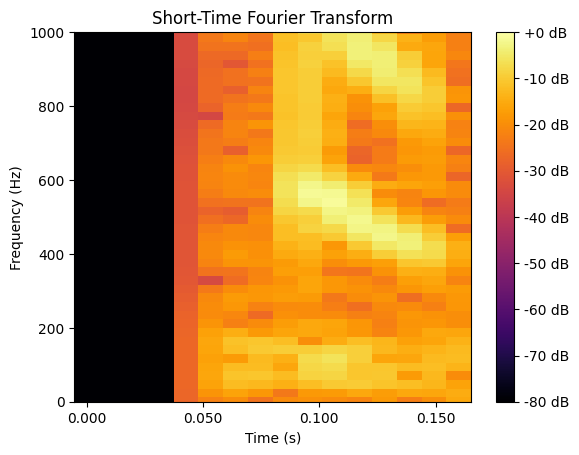 Short-Time Fourier Transform
1000
800
600
400
200
0
Frequency (Hz)
0.000
0.050
0.100
0.150
Time (s)
+0 dB
-10 dB
-20 dB
-30 dB
-40 dB
-50 dB
-60 dB
-70 dB
-80 dB